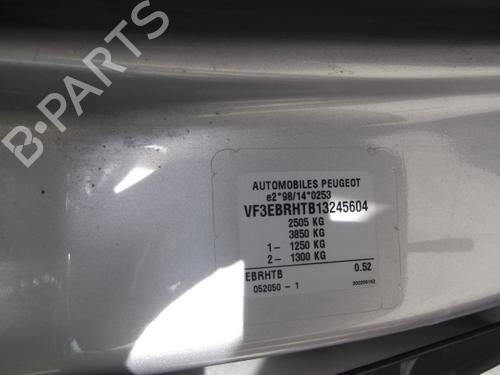 B-PARTS
AUTOMOBILES PEUGEOT
e2*98/14*0253
VF3EBRHTB13245604
2505 KG
3850 KG
1- 1250 KG
2- 1300 KG
EBRHTB 0.52
052050 - 1